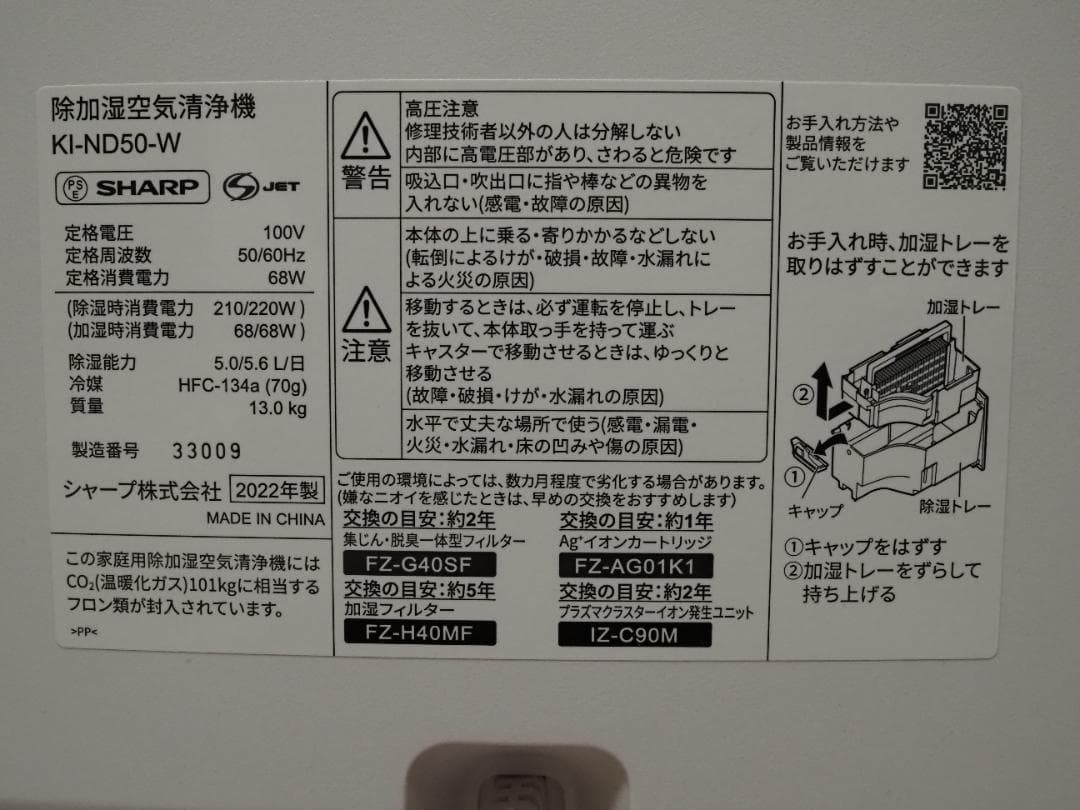 除加湿空気清浄機
KI-ND50-W
PS
E
SHARP
JET
定格電圧 100V
定格周波数 50/60Hz
定格消費電力 68W
(除湿時消費電力 210/220W)
(加湿時消費電力 68/68W)
除湿能力 5.0/5.6 L/日
冷媒 HFC-134a (70g)
質量 13.0 kg
製造番号 33009
シャープ株式会社 2022年製
MADE IN CHINA
この家庭用除加湿空気清浄機には
CO₂(温暖化ガス)101kgに相当する
フロン類が封入されています。
>PP<
警告
高圧注意
修理技術者以外の人は分解しない
内部に高電圧部があり、さわると危険です
吸込口・吹出口に指や棒などの異物を
入れない(感電・故障の原因)
注意
本体の上に乗る・寄りかかるなどしない
(転倒によるけが・破損・故障・水漏れに
よる火災の原因)
移動するときは、必ず運転を停止し、トレー
を抜いて、本体取っ手を持って運ぶ
キャスターで移動させるときは、ゆっくりと
移動させる
(故障・破損・けが・水漏れの原因)
水平で丈夫な場所で使う(感電・漏電・
火災・水漏れ・床の凹みや傷の原因)
ご使用の環境によっては、数カ月程度で劣化する場合があります。
(嫌なニオイを感じたときは、早めの交換をおすすめします)
交換の目安:約2年
集じん・脱臭一体型フィルター
FZ-G40SF
交換の目安:約5年
加湿フィルター
FZ-H40MF
交換の目安:約1年
Ag⁺イオンカートリッジ
FZ-AG01K1
交換の目安:約2年
プラズマクラスターイオン発生ユニット
IZ-C90M
お手入れ方法や
製品情報を
ご覧いただけます
お手入れ時、加湿トレーを
取りはずすことができます
加湿トレー
②
①
キャップ
除湿トレー
①キャップをはずす
②加湿トレーをずらして
持ち上げる